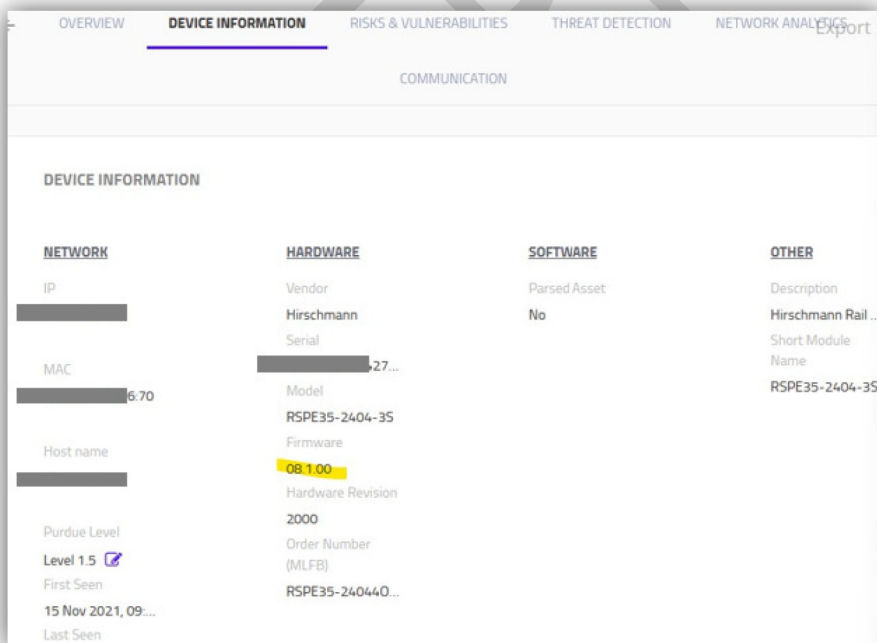 OVERVIEW DEVICE INFORMATION RISKS & VULNERABILITIES THREAT DETECTION NETWORK ANALYTICS Export
COMMUNICATION
DEVICE INFORMATION
NETWORK
IP
MAC
6:70
Host name
Purdue Level
Level 1.5
First Seen
15 Nov 2021, 09:...
Last Seen
HARDWARE
Vendor
Hirschmann
Serial
27...
Model
RSPE35-2404-3S
Firmware
08.1.00
Hardware Revision
2000
Order Number
(MLFB)
RSPE35-24044O...
SOFTWARE
Parsed Asset
No
OTHER
Description
Hirschmann Rail ...
Short Module
Name
RSPE35-2404-3S